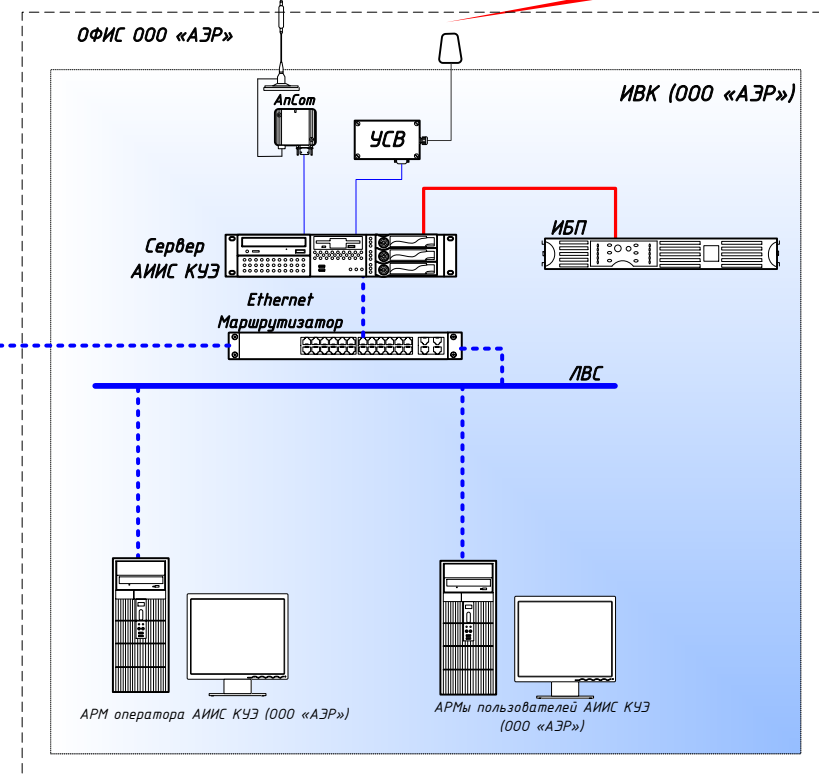 ОФИС ООО «АЭР»
ИВК (ООО «АЭР»)
AnCom
УСВ
ИБП
Сервер
АИИС КУЭ
Ethernet
Маршрутизатор
ЛВС
АРМ оператора АИИС КУЭ (ООО «АЭР»)
АРМы пользователей АИИС КУЭ
(ООО «АЭР»)